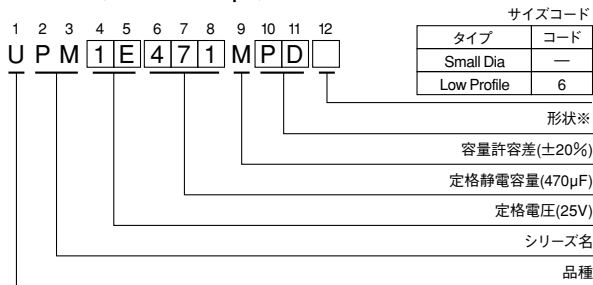 1 2 3 4 5 6 7 8 9 10 11 12
U P M 1 E 4 7 1 M P D
サイズコード
タイプ コード
Small Dia —
Low Profile 6
形状※
容量許容差(±20%)
定格静電容量(470µF)
定格電圧(25V)
シリーズ名
品種